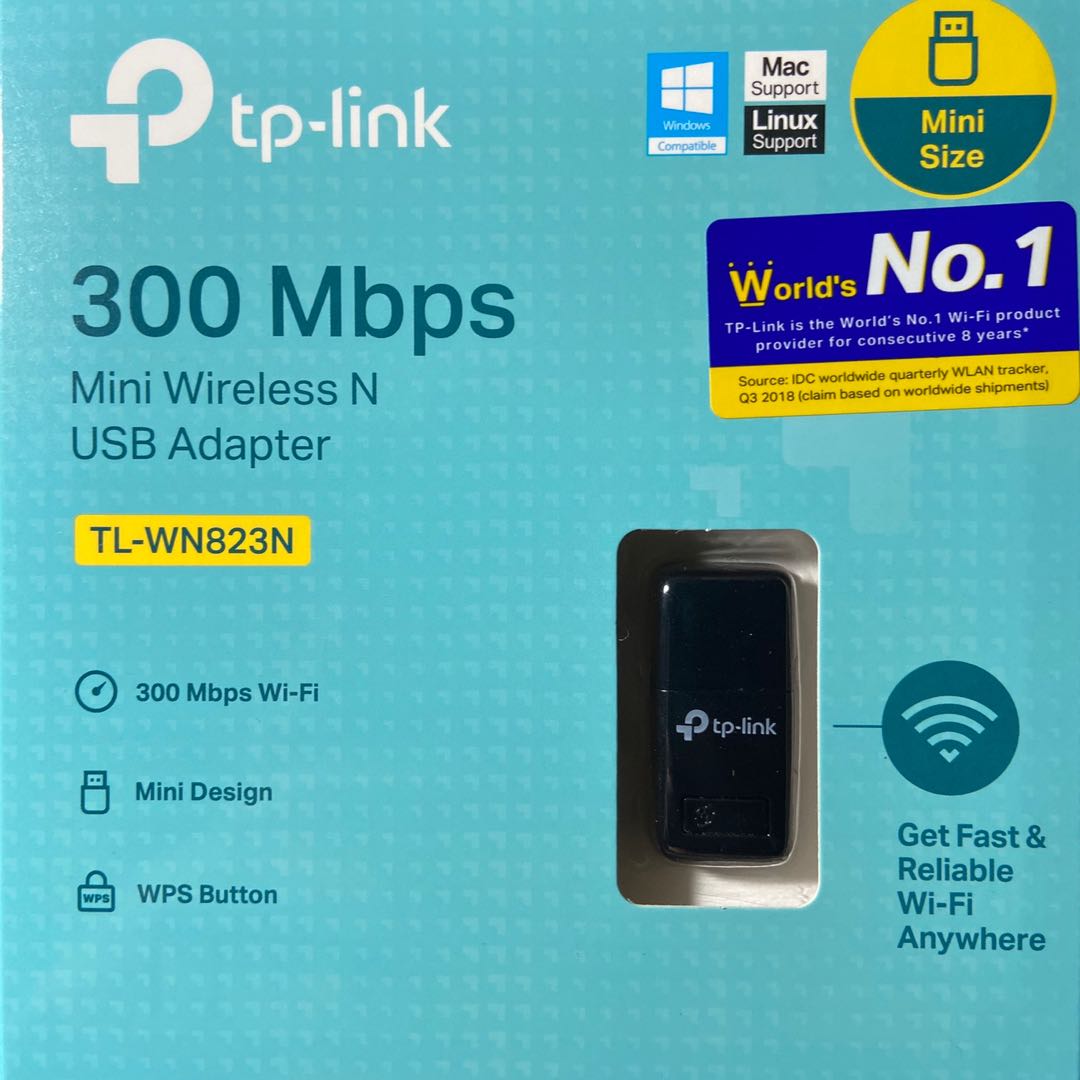 tp-link
Windows
Compatible
Mac
Support
Linux
Support
Mini
Size
World's No.1
TP-Link is the World's No.1 Wi-Fi product
provider for consecutive 8 years*
Source: IDC worldwide quarterly WLAN tracker,
Q3 2018 (claim based on worldwide shipments)
300 Mbps
Mini Wireless N
USB Adapter
TL-WN823N
300 Mbps Wi-Fi
Mini Design
WPS
WPS Button
tp-link
Get Fast &
Reliable
Wi-Fi
Anywhere